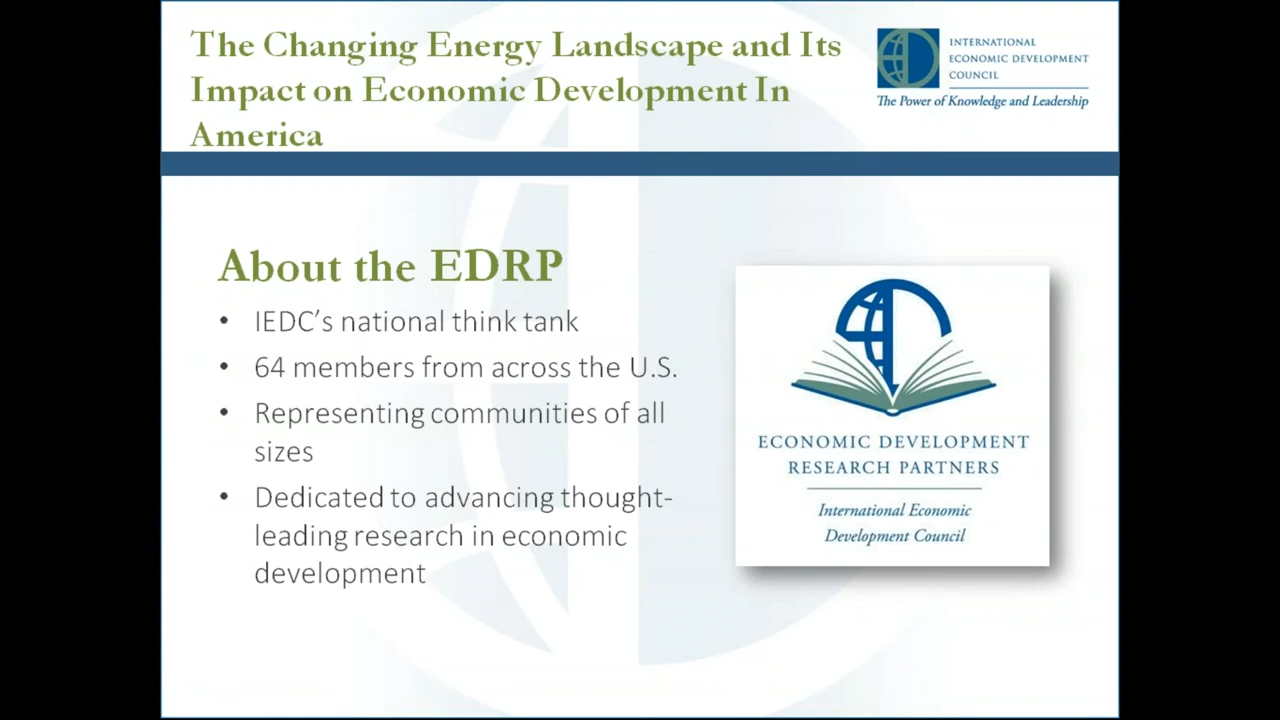 The Changing Energy Landscape and Its
Impact on Economic Development In
America
INTERNATIONAL
ECONOMIC DEVELOPMENT
COUNCIL
The Power of Knowledge and Leadership
About the EDRP
• IEDC’s national think tank
• 64 members from across the U.S.
• Representing communities of all
sizes
• Dedicated to advancing thought-
leading research in economic
development
ECONOMIC DEVELOPMENT
RESEARCH PARTNERS
International Economic
Development Council